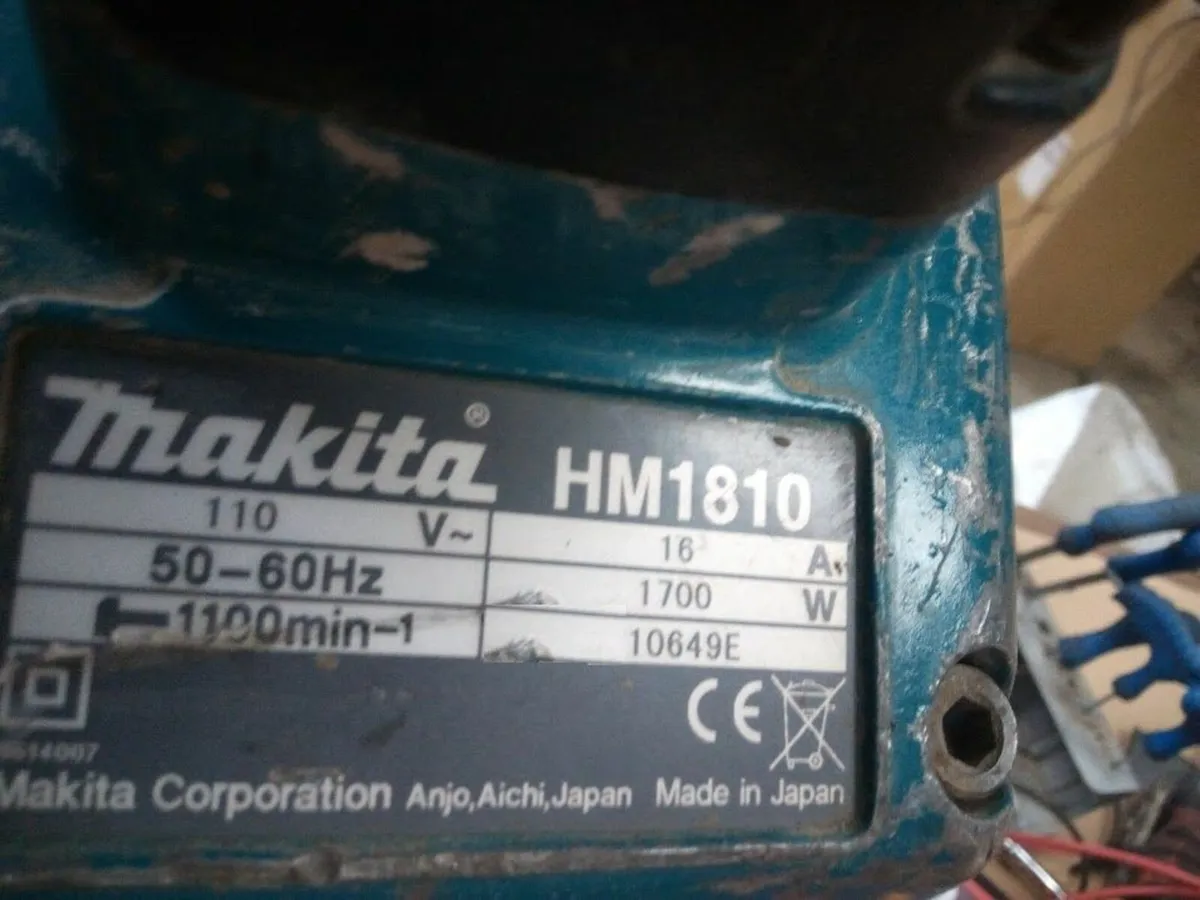 makita® HM1810
110 V~ 16 A
50-60Hz 1700 W
1100min-1 10649E
CE
Makita Corporation Anjo,Aichi,Japan Made in Japan